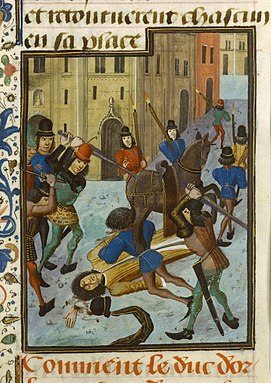 et retournerent chascun
en sa place
Comment le duc dor